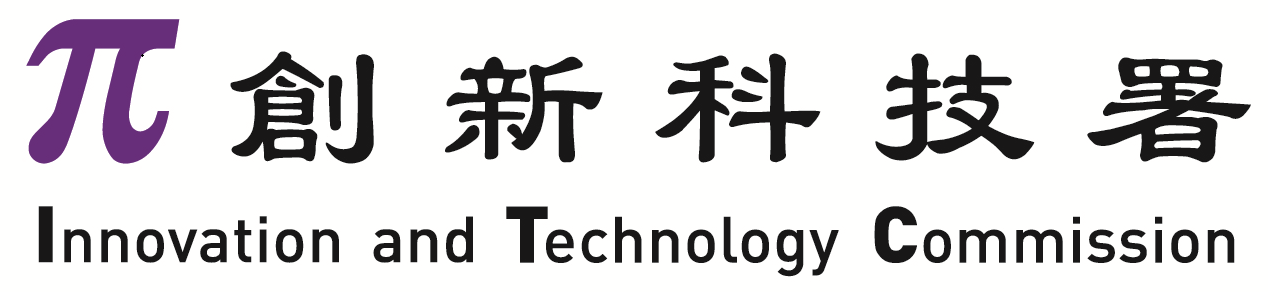 π 創新科技署
Innovation and Technology Commission